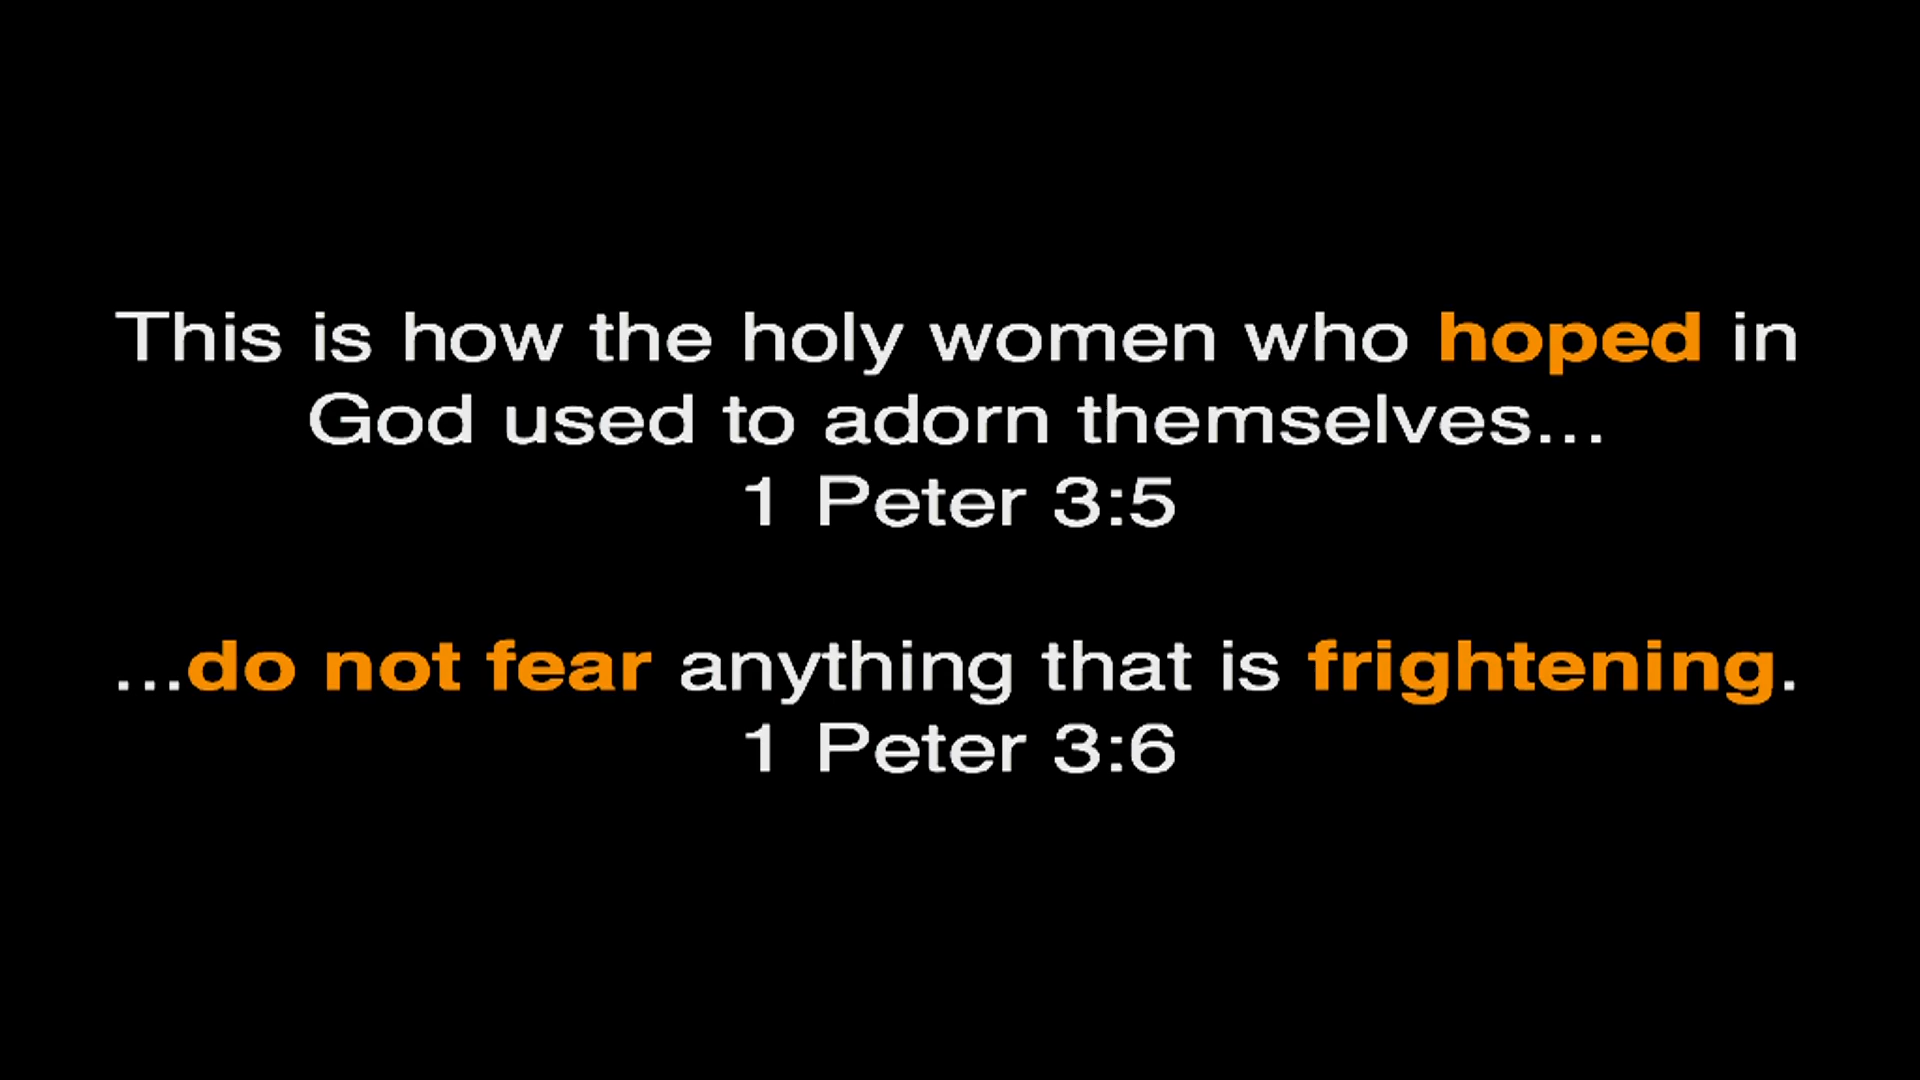 This is how the holy women who hoped in
God used to adorn themselves...
1 Peter 3:5
...do not fear anything that is frightening.
1 Peter 3:6